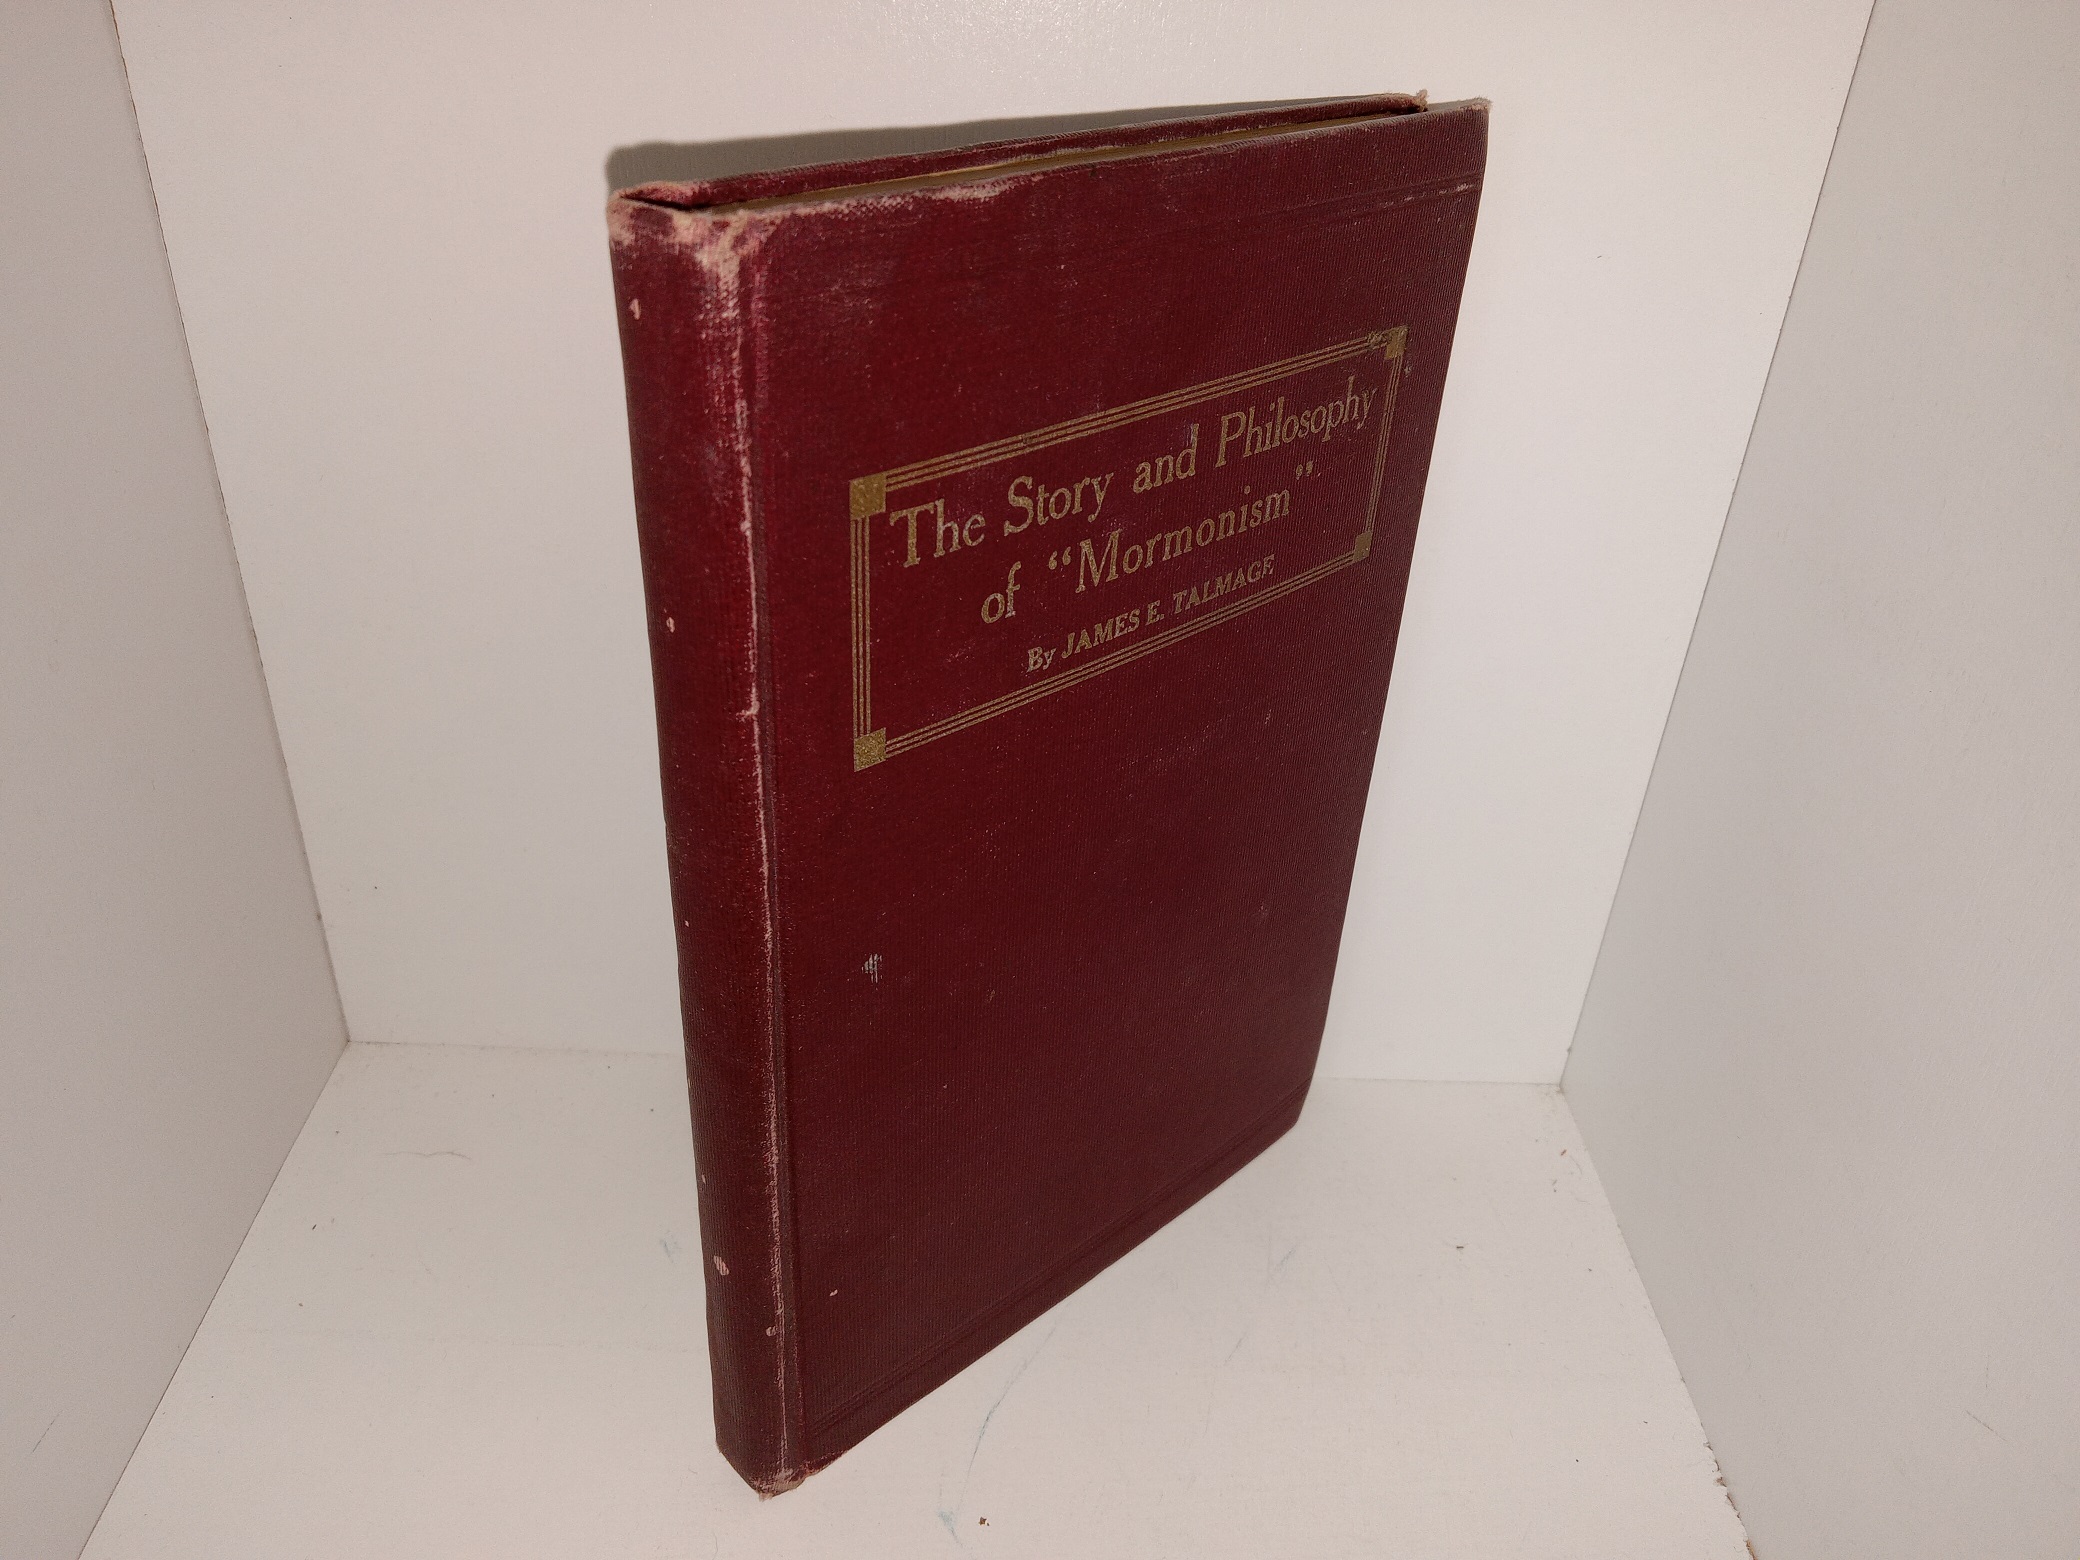 The Story and Philosophy
of “Mormonism”
By JAMES E. TALMAGE